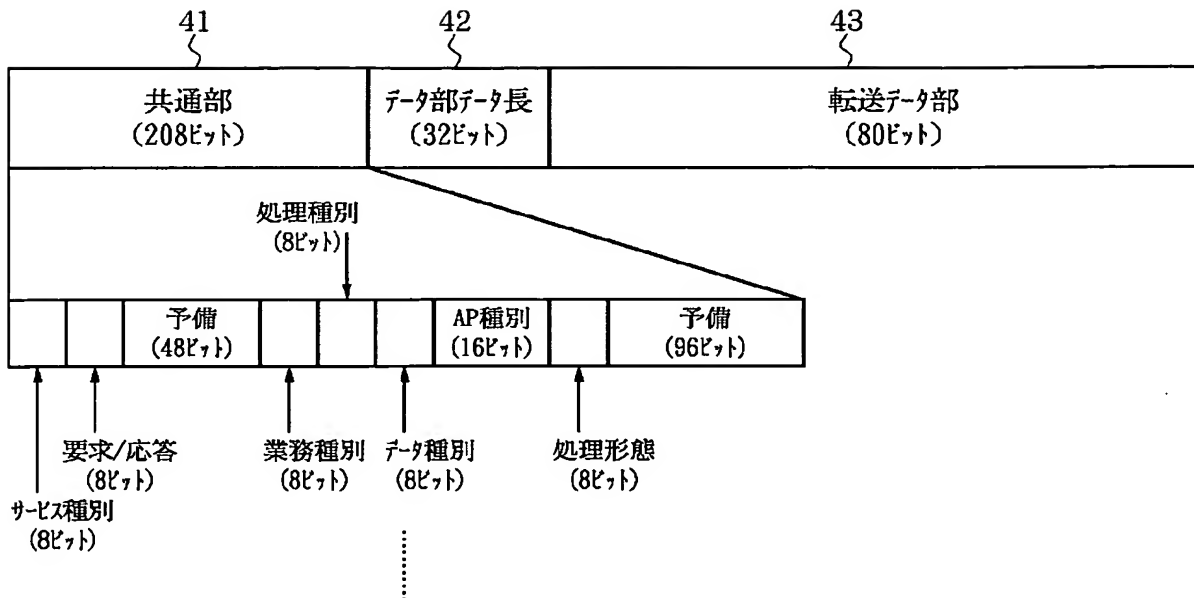 41
42
43
共通部
(208ビット)
データ部データ長
(32ビット)
転送データ部
(80ビット)
処理種別
(8ビット)
予備
(48ビット)
AP種別
(16ビット)
予備
(96ビット)
要求/応答
(8ビット)
業務種別
(8ビット)
データ種別
(8ビット)
処理形態
(8ビット)
サービス種別
(8ビット)